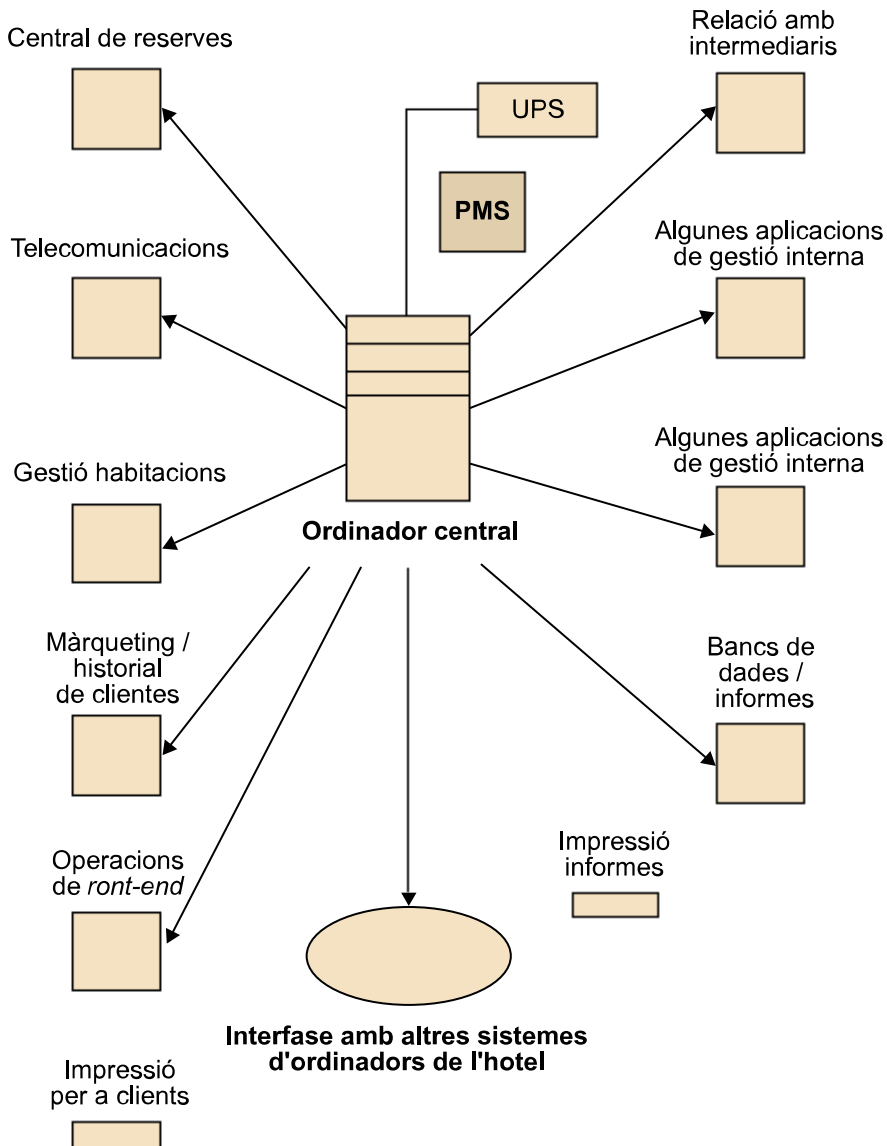 Central de reserves
Relació amb
intermediaris
UPS
PMS
Telecomunicacions
Algunes aplicacions
de gestió interna
Gestió habitacions
Algunes aplicacions
de gestió interna
Ordinador central
Màrqueting /
historial
de clientes
Bancs de
dades /
informes
Operacions
de ront-end
Impressió
informes
Interfase amb altres sistemes
d'ordinadors de l'hotel
Impressió
per a clients